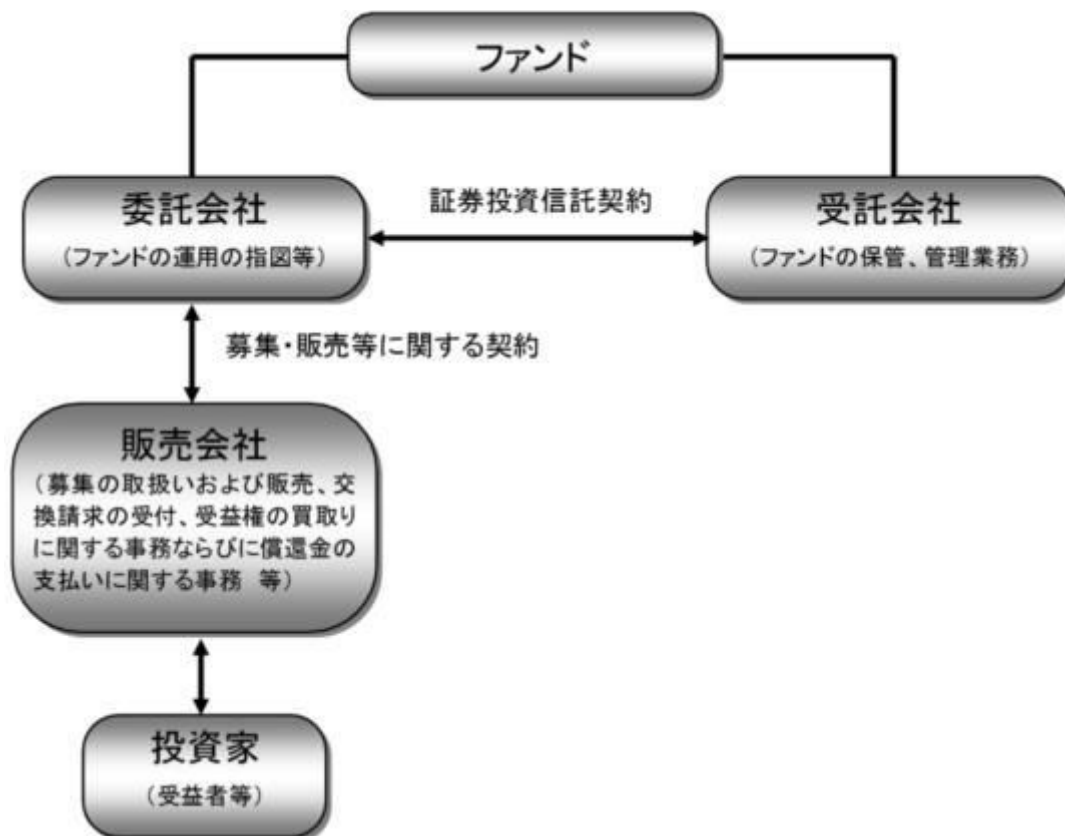 ファンド
委託会社
（ファンドの運用の指図等）
証券投資信託契約
受託会社
（ファンドの保管、管理業務）
募集・販売等に関する契約
販売会社
（募集の取扱いおよび販売、交
換請求の受付、受益権の買取り
に関する事務ならびに償還金の
支払いに関する事務　等）
投資家
（受益者等）